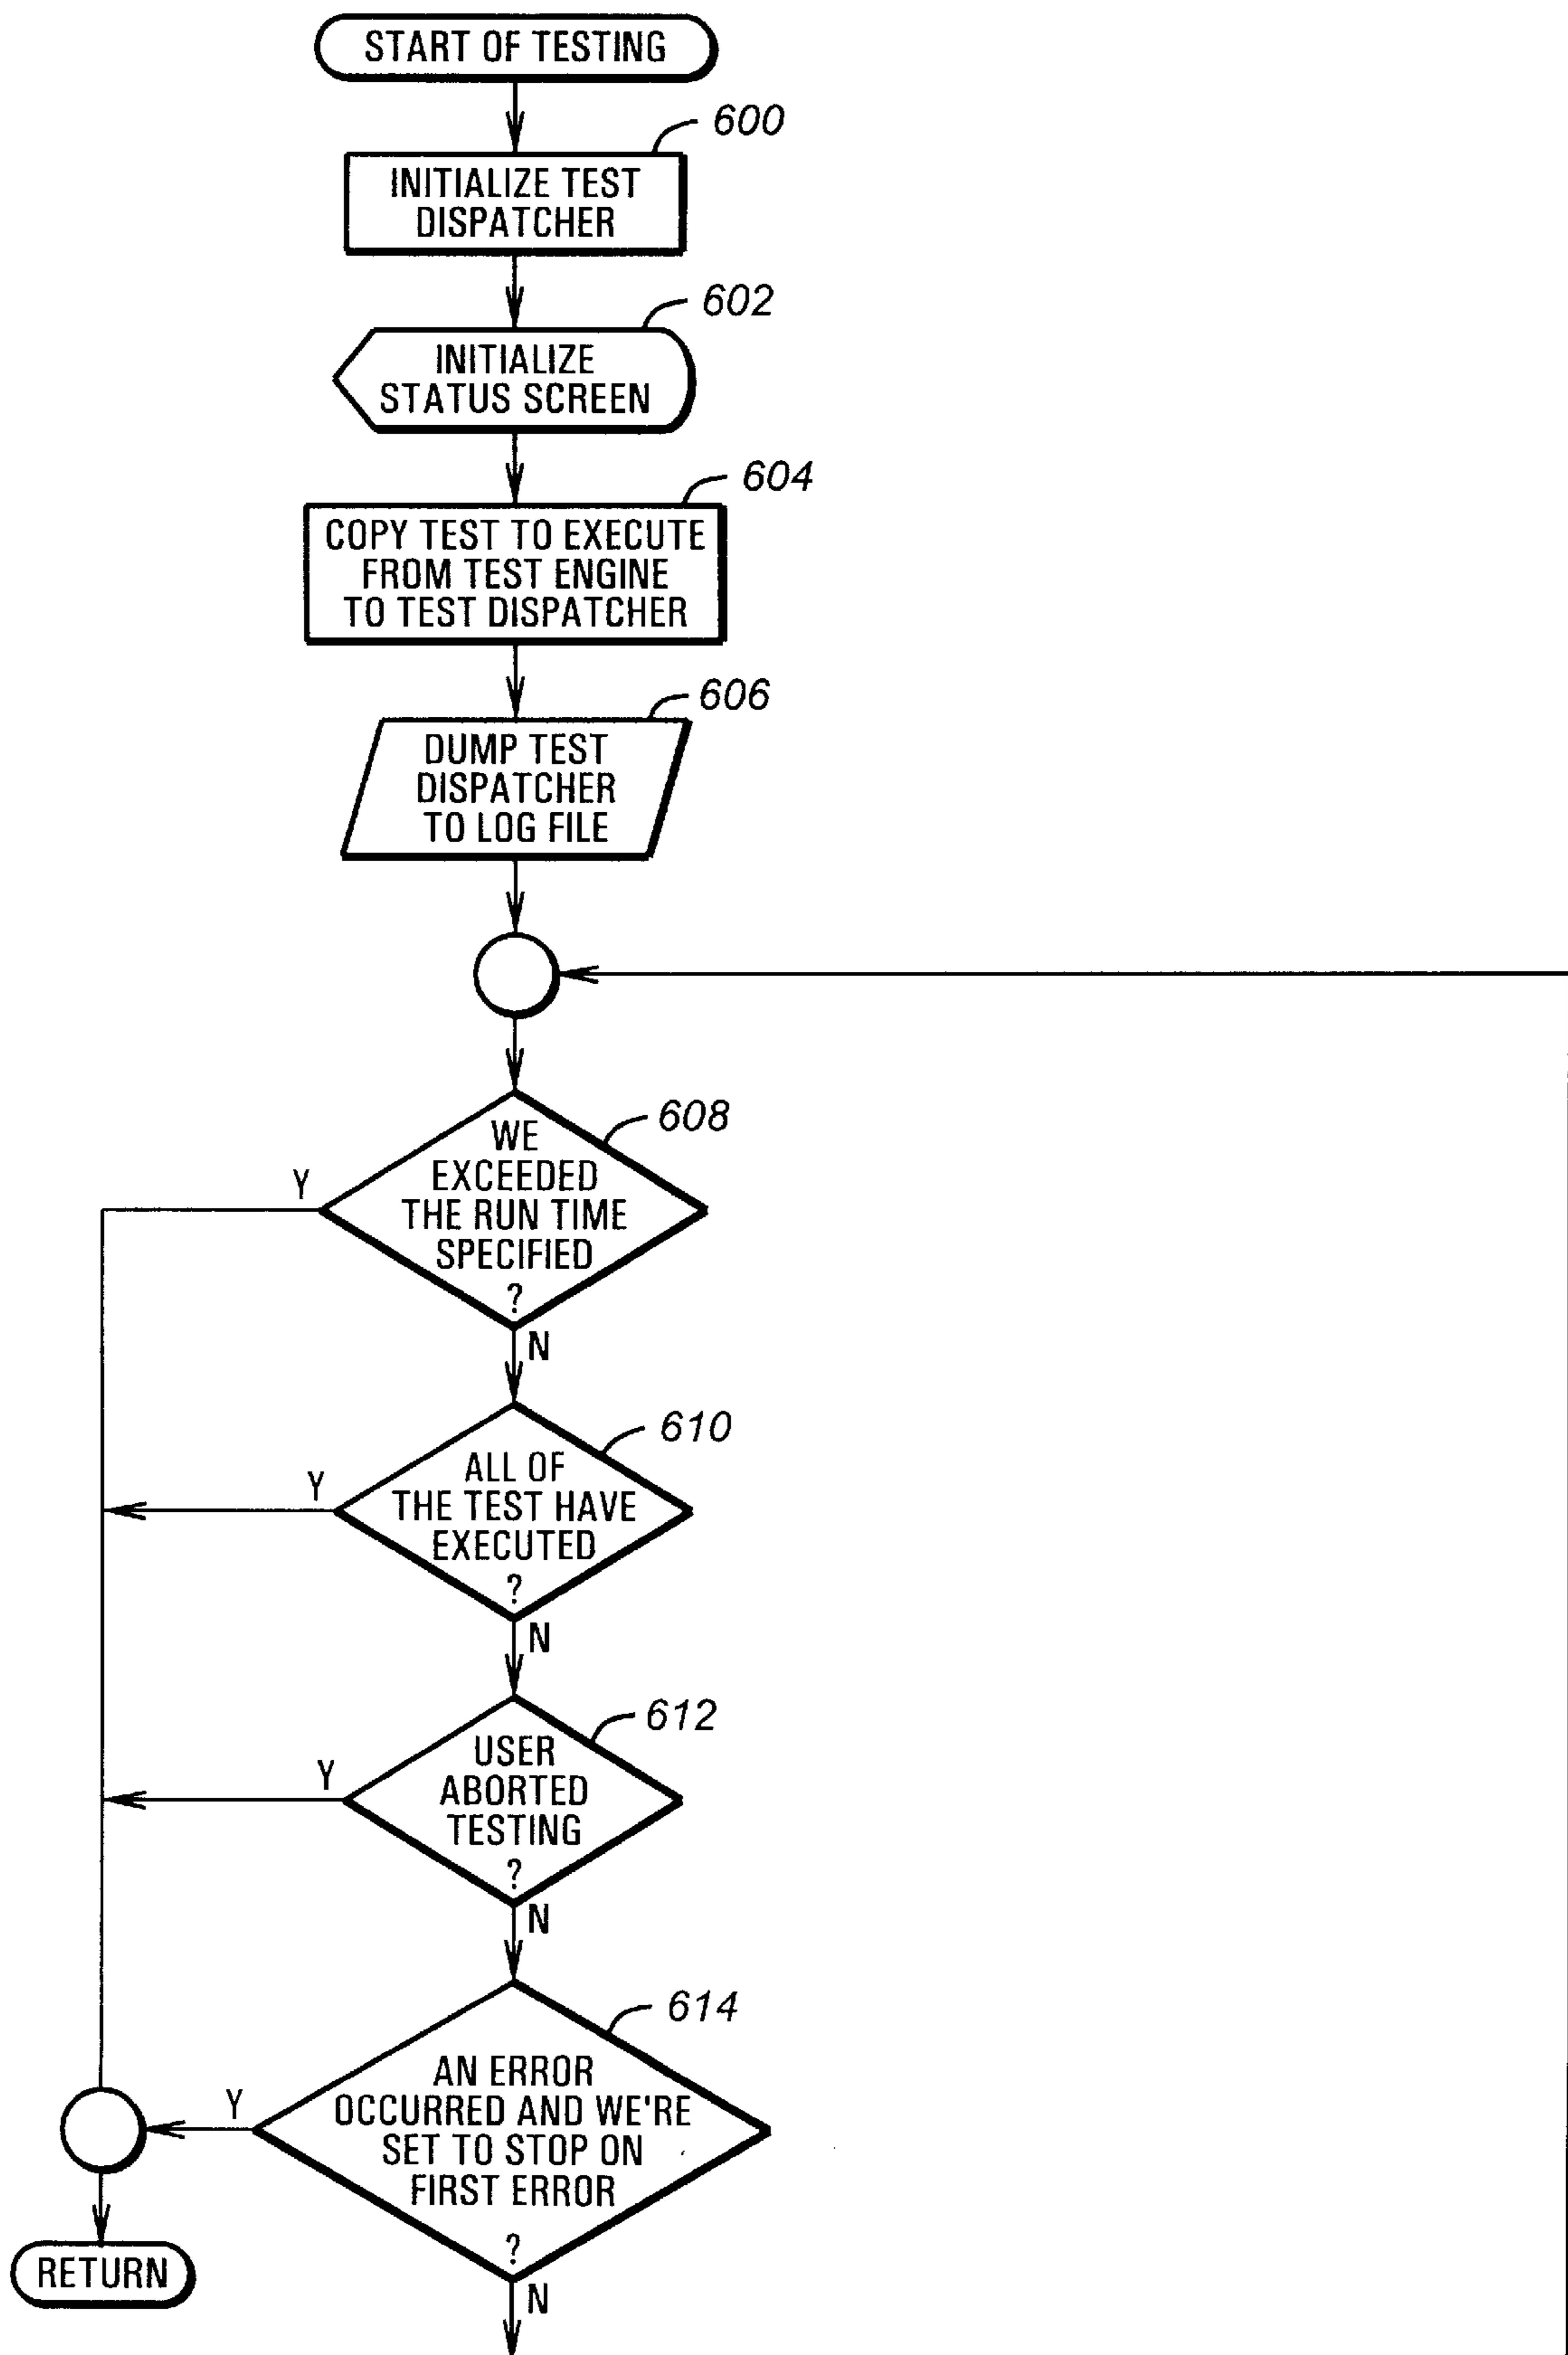 START OF TESTING
600
INITIALIZE TEST
DISPATCHER
602
INITIALIZE
STATUS SCREEN
604
COPY TEST TO EXECUTE
FROM TEST ENGINE
TO TEST DISPATCHER
606
DUMP TEST
DISPATCHER
TO LOG FILE
608
WE
EXCEEDED
THE RUN TIME
SPECIFIED
?
Y
N
610
ALL OF
THE TEST HAVE
EXECUTED
?
Y
N
612
USER
ABORTED
TESTING
?
Y
N
614
AN ERROR
OCCURRED AND WE'RE
SET TO STOP ON
FIRST ERROR
?
Y
N
RETURN